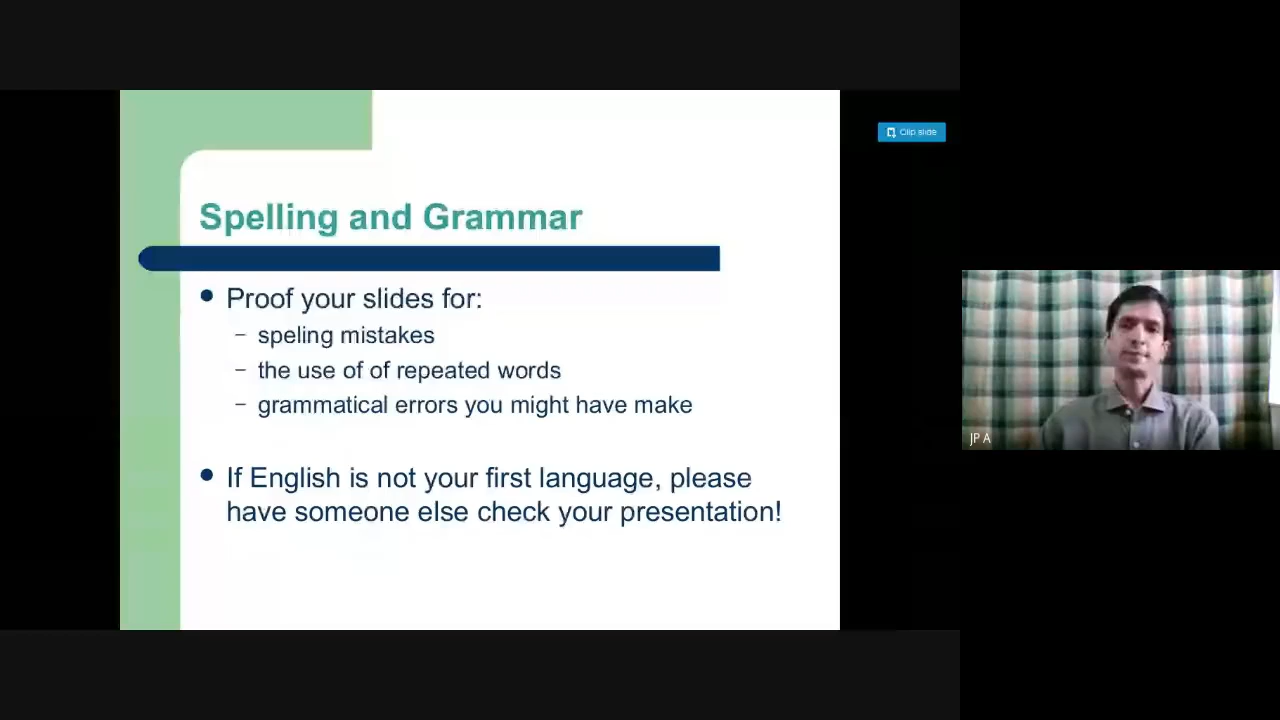 Clip slide
Spelling and Grammar
Proof your slides for:
– speling mistakes
– the use of of repeated words
– grammatical errors you might have make
If English is not your first language, please
have someone else check your presentation!
JP A